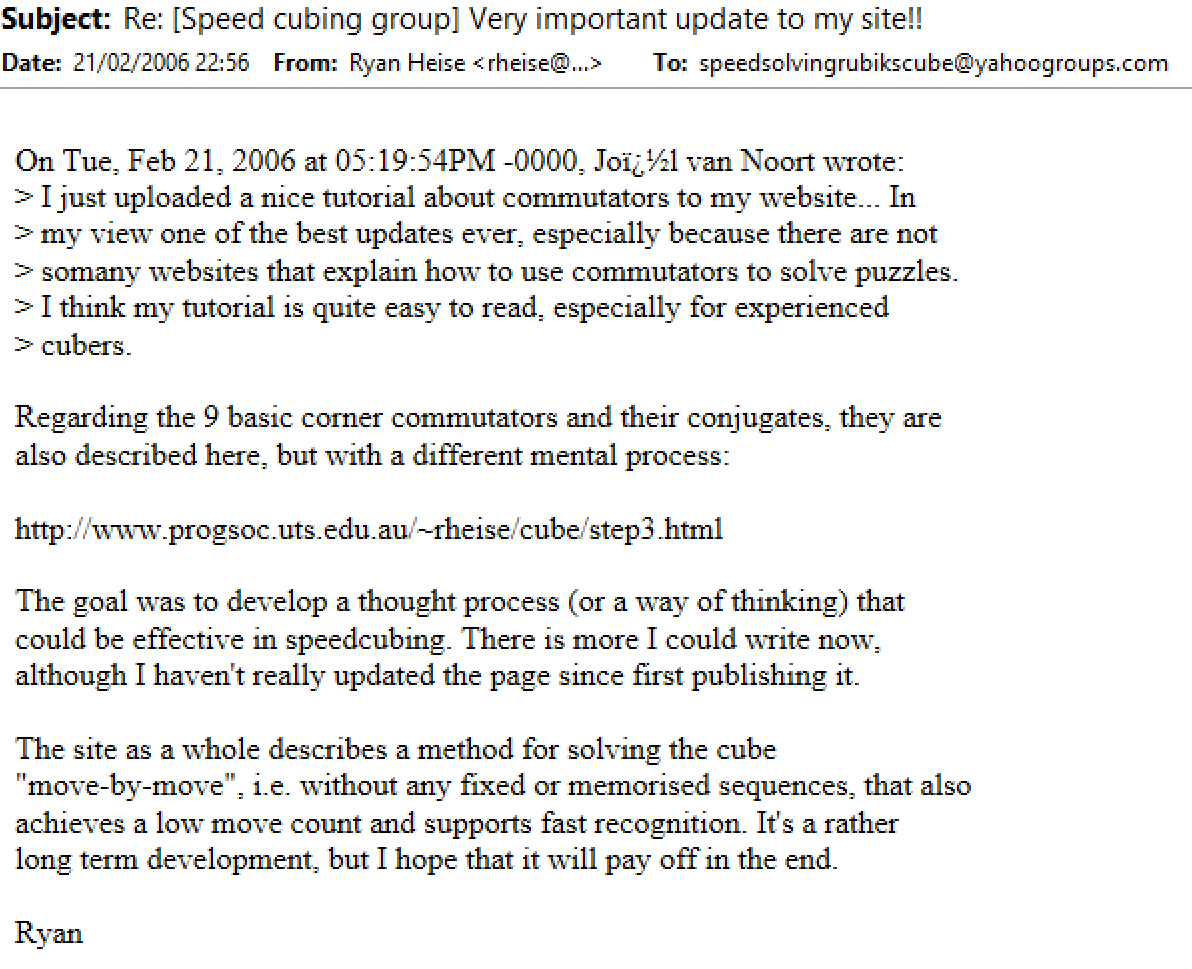 Subject: Re: [Speed cubing group] Very important update to my site!!
Date: 21/02/2006 22:56 From: Ryan Heise <rheise@...> To: speedsolvingrubikscube@yahoogroups.com
On Tue, Feb 21, 2006 at 05:19:54PM -0000, Joï¿½l van Noort wrote:
> I just uploaded a nice tutorial about commutators to my website... In
> my view one of the best updates ever, especially because there are not
> somany websites that explain how to use commutators to solve puzzles.
> I think my tutorial is quite easy to read, especially for experienced
> cubers.
Regarding the 9 basic corner commutators and their conjugates, they are
also described here, but with a different mental process:
http://www.progsoc.uts.edu.au/~rheise/cube/step3.html
The goal was to develop a thought process (or a way of thinking) that
could be effective in speedcubing. There is more I could write now,
although I haven't really updated the page since first publishing it.
The site as a whole describes a method for solving the cube
"move-by-move", i.e. without any fixed or memorised sequences, that also
achieves a low move count and supports fast recognition. It's a rather
long term development, but I hope that it will pay off in the end.
Ryan